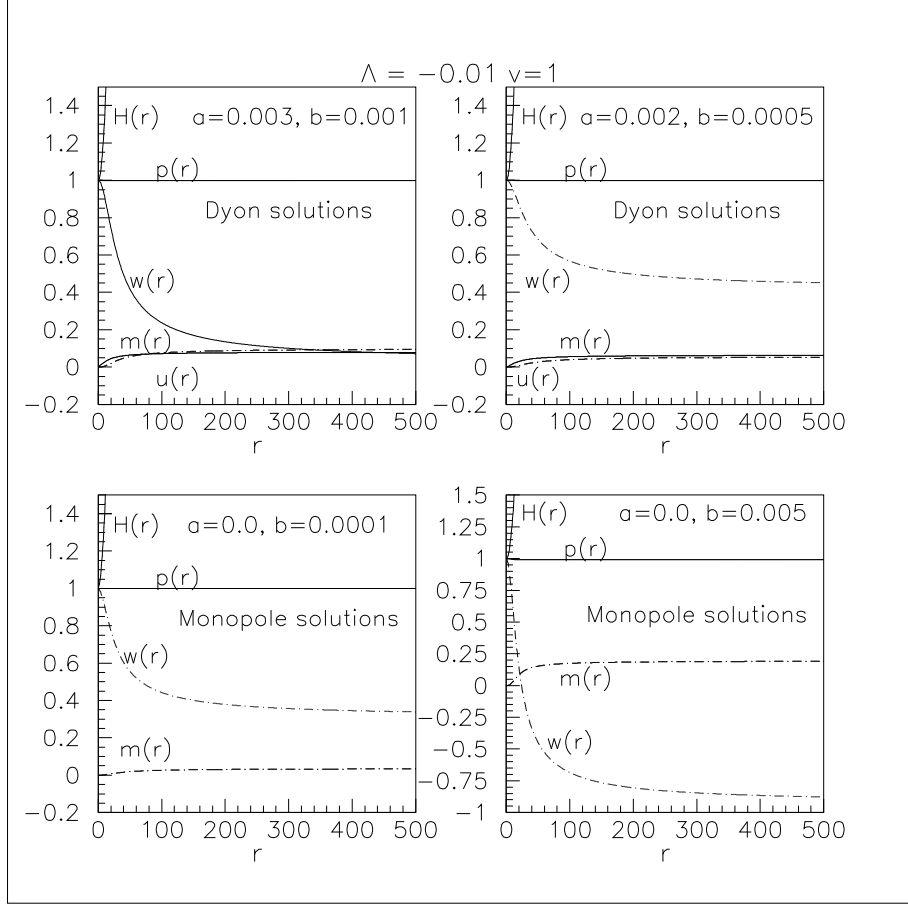 Λ = −0.01 v=1
H(r) a=0.003, b=0.001
p(r)
Dyon solutions
w(r)
m(r)
u(r)
1.4
1.2
1
0.8
0.6
0.4
0.2
0
−0.2
0 100 200 300 400 500
r
H(r) a=0.002, b=0.0005
p(r)
Dyon solutions
w(r)
m(r)
u(r)
1.4
1.2
1
0.8
0.6
0.4
0.2
0
−0.2
0 100 200 300 400 500
r
H(r) a=0.0, b=0.0001
p(r)
Monopole solutions
w(r)
m(r)
1.4
1.2
1
0.8
0.6
0.4
0.2
0
−0.2
0 100 200 300 400 500
r
H(r) a=0.0, b=0.005
p(r)
Monopole solutions
m(r)
w(r)
1.5
1.25
1
0.75
0.5
0.25
0
−0.25
−0.5
−0.75
−1
0 100 200 300 400 500
r